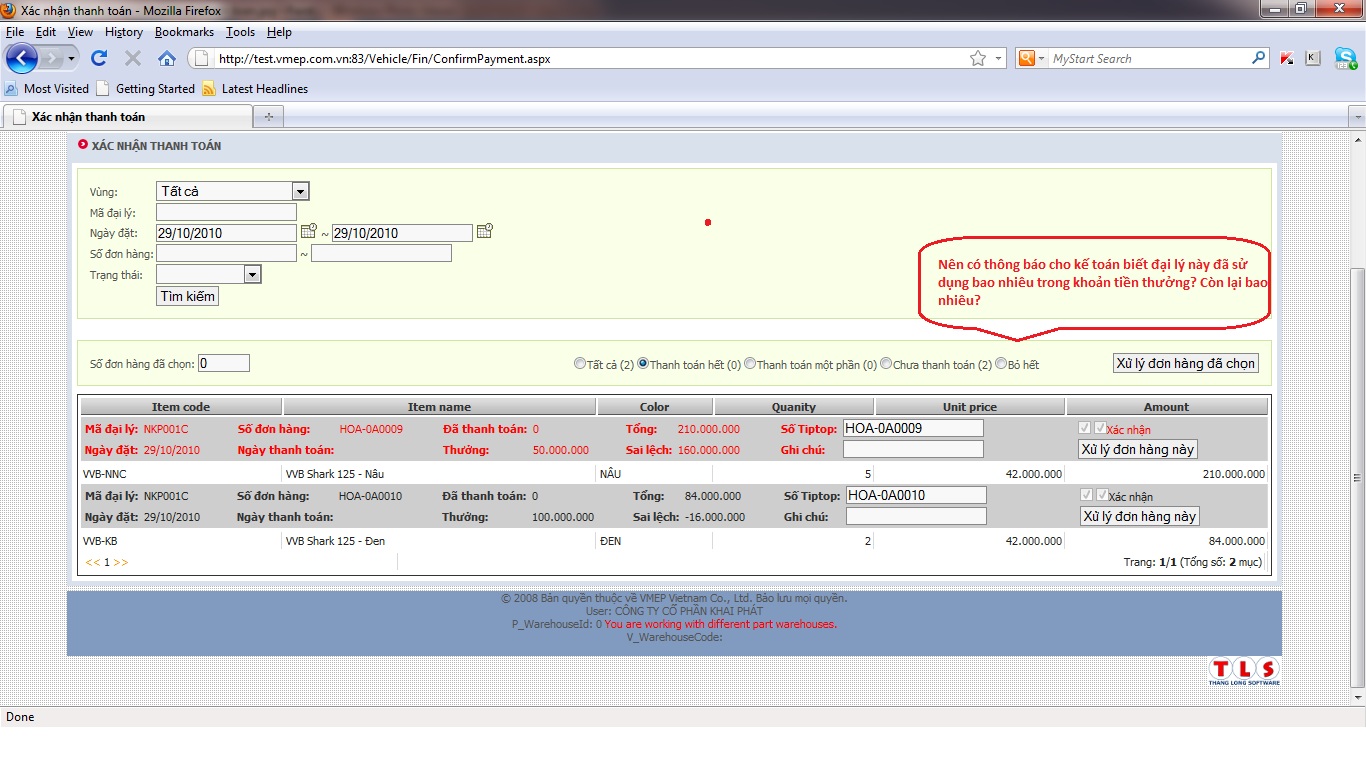 Xác nhận thanh toán - Mozilla Firefox
File Edit View History Bookmarks Tools Help
http://test.vmep.com.vn:83/Vehicle/Fin/ConfirmPayment.aspx MyStart Search
Most Visited Getting Started Latest Headlines
Xác nhận thanh toán
XÁC NHẬN THANH TOÁN
Vùng: Tất cả
Mã đại lý:
Ngày đặt: 29/10/2010 ~ 29/10/2010
Số đơn hàng: ~
Trạng thái:
Tìm kiếm
Nên có thông báo cho kế toán biết đại lý này đã sử
dụng bao nhiêu trong khoản tiền thưởng? Còn lại bao
nhiêu?
Số đơn hàng đã chọn: 0 Tất cả (2) Thanh toán hết (0) Thanh toán một phần (0) Chưa thanh toán (2) Bỏ hết Xử lý đơn hàng đã chọn
Item code Item name Color Quanity Unit price Amount
Mã đại lý: NKP001C Số đơn hàng: HOA-0A0009 Đã thanh toán: 0 Tổng: 210.000.000 Số Tiptop: HOA-0A0009 Xác nhận
Ngày đặt: 29/10/2010 Ngày thanh toán: Thưởng: 50.000.000 Sai lệch: 160.000.000 Ghi chú: Xử lý đơn hàng này
VVB-NNC VVB Shark 125 - Nâu NÂU 5 42.000.000 210.000.000
Mã đại lý: NKP001C Số đơn hàng: HOA-0A0010 Đã thanh toán: 0 Tổng: 84.000.000 Số Tiptop: HOA-0A0010 Xác nhận
Ngày đặt: 29/10/2010 Ngày thanh toán: Thưởng: 100.000.000 Sai lệch: -16.000.000 Ghi chú: Xử lý đơn hàng này
VVB-KB VVB Shark 125 - Đen ĐEN 2 42.000.000 84.000.000
<< 1 >> Trang: 1/1 (Tổng số: 2 mục)
© 2008 Bản quyền thuộc về VMEP Vietnam Co., Ltd. Bảo lưu mọi quyền.
User: CÔNG TY CỔ PHẦN KHAI PHÁT
P_WarehouseId: 0 You are working with different part warehouses.
V_WarehouseCode:
TLS
THANG LONG SOFTWARE
Done